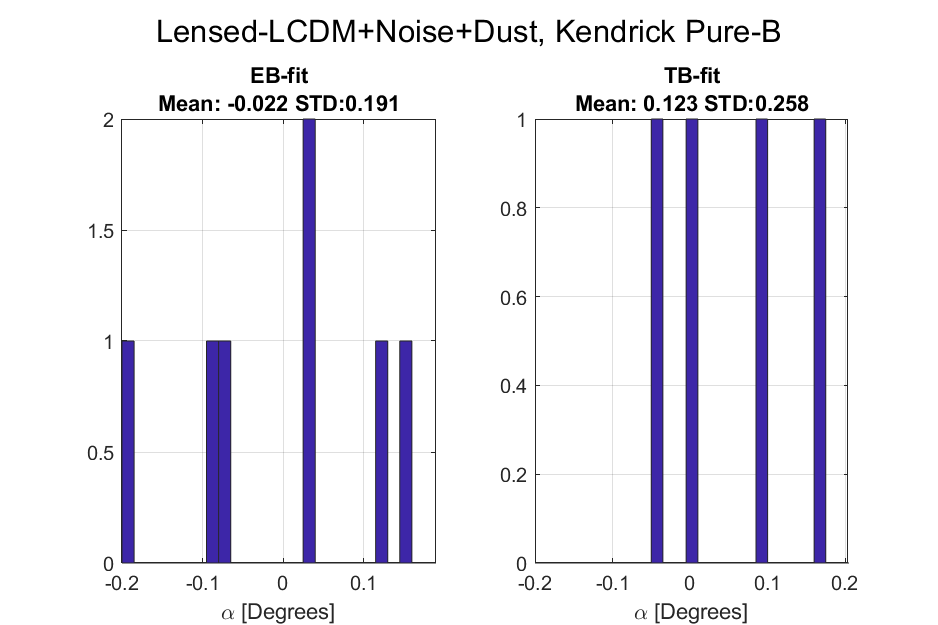 Lensed-LCDM+Noise+Dust, Kendrick Pure-B
EB-fit
Mean: -0.022 STD:0.191
2
1.5
1
0.5
0
-0.2
-0.1
0
0.1
α [Degrees]
TB-fit
Mean: 0.123 STD:0.258
1
0.8
0.6
0.4
0.2
0
-0.2
-0.1
0
0.1
0.2
α [Degrees]